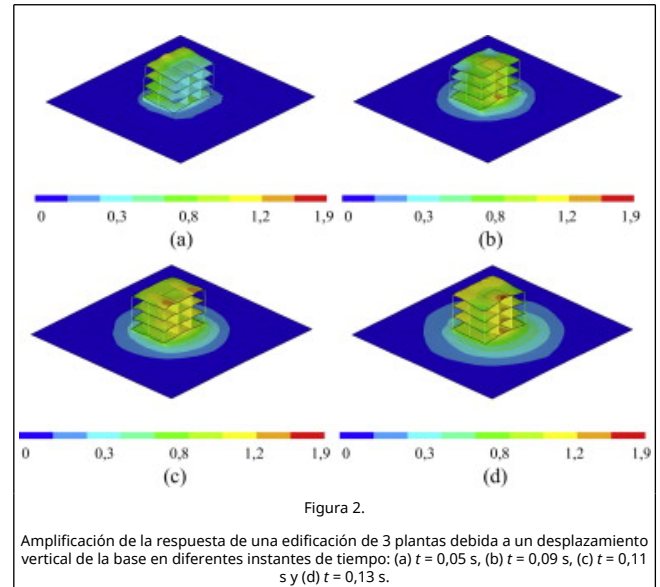 0 0,3 0,8 1,2 1,9 0 0,3 0,8 1,2 1,9
(a) (b)
0 0,3 0,8 1,2 1,9 0 0,3 0,8 1,2 1,9
(c) (d)
Figura 2.
Amplificación de la respuesta de una edificación de 3 plantas debida a un desplazamiento
vertical de la base en diferentes instantes de tiempo: (a) t = 0,05 s, (b) t = 0,09 s, (c) t = 0,11
s y (d) t = 0,13 s.